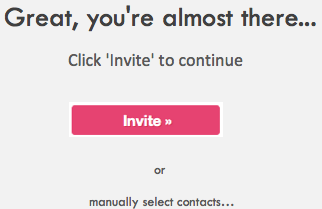 Great, you're almost there...
Click 'Invite' to continue
Invite »
or
manually select contacts...